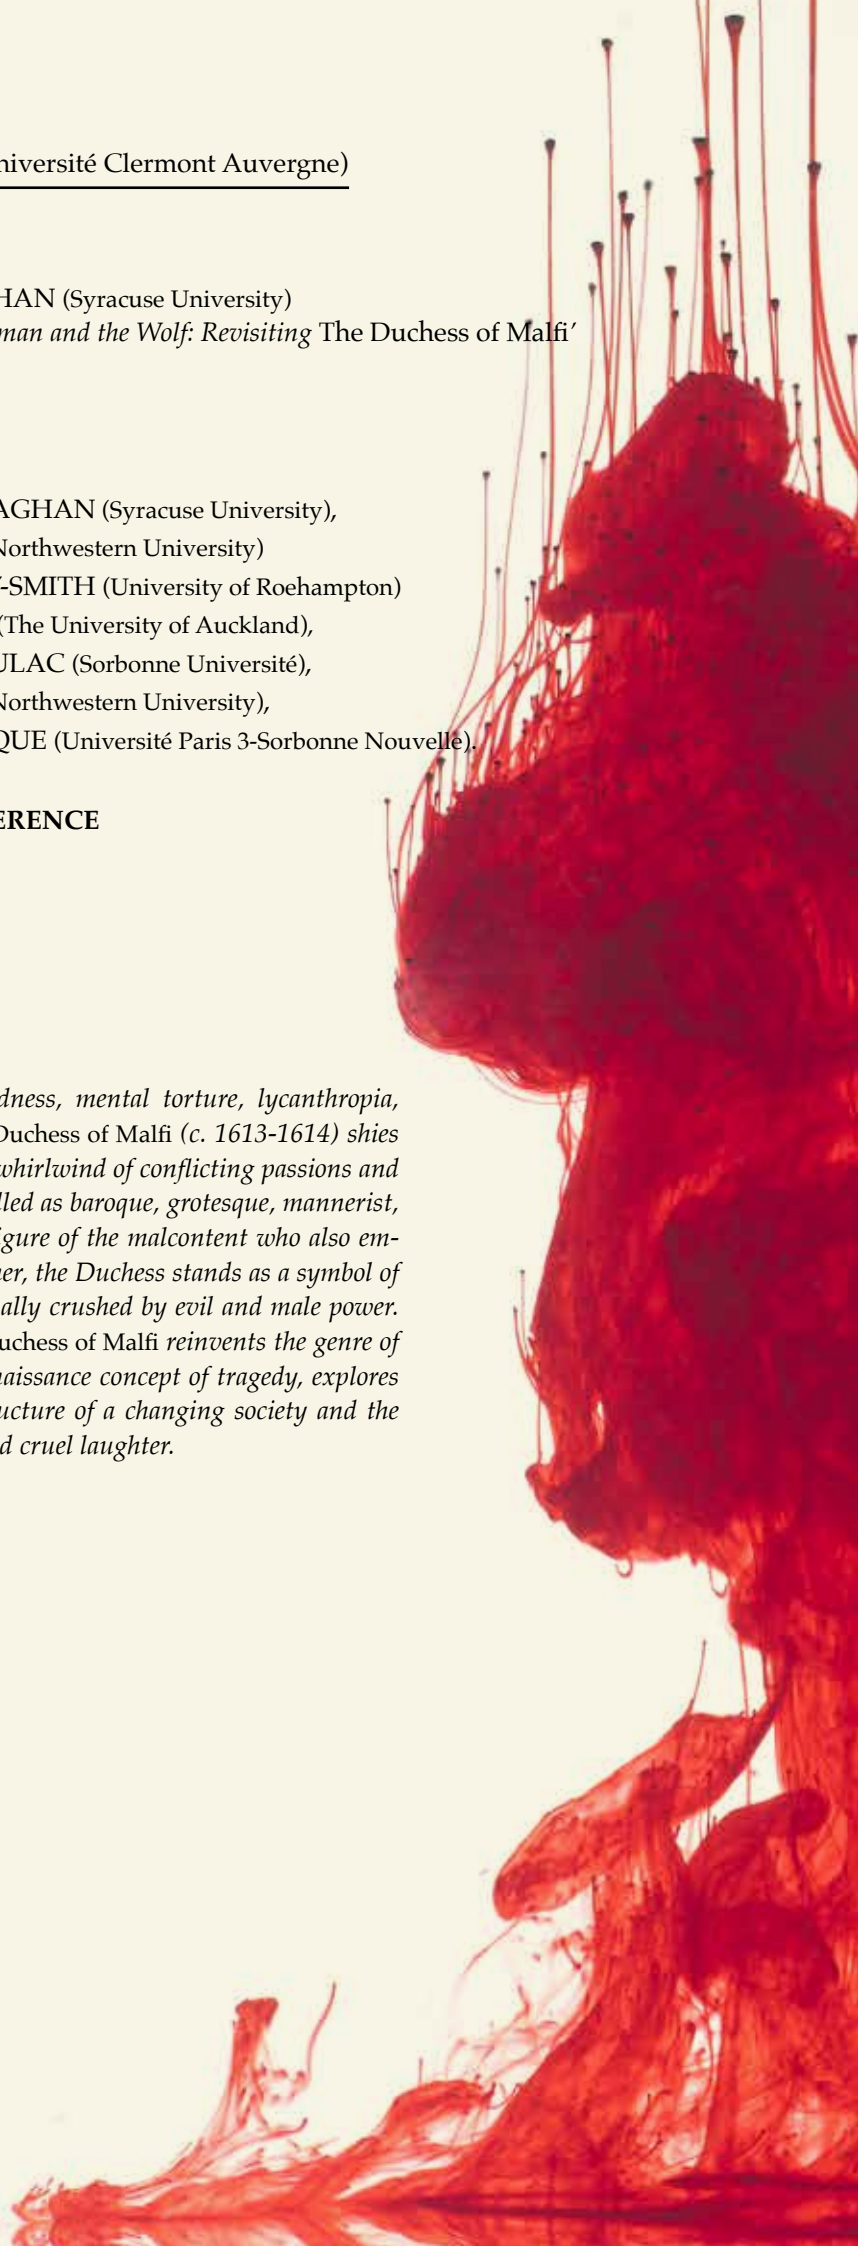 niversité Clermont Auvergne)
HAN (Syracuse University)
man and the Wolf: Revisiting The Duchess of Malfi’
AGHAN (Syracuse University),
Northwestern University)
-SMITH (University of Roehampton)
(The University of Auckland),
ULAC (Sorbonne Université),
Northwestern University),
QUE (Université Paris 3-Sorbonne Nouvelle).
ERENCE
dness, mental torture, lycanthropia,
Duchess of Malfi (c. 1613-1614) shies
whirlwind of conflicting passions and
lled as baroque, grotesque, mannerist,
igure of the malcontent who also em-
er, the Duchess stands as a symbol of
ally crushed by evil and male power.
uchess of Malfi reinvents the genre of
naissance concept of tragedy, explores
ucture of a changing society and the
d cruel laughter.